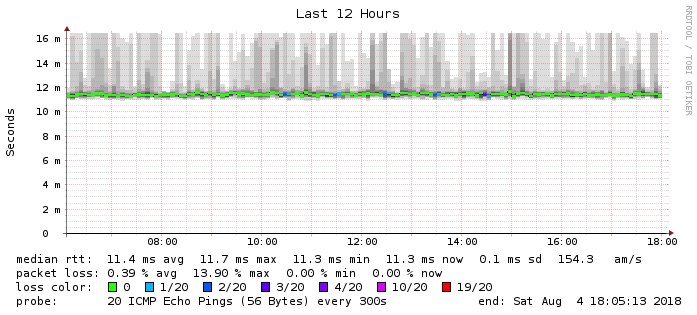 Last 12 Hours
RRDTOOL / TOBI OETIKER
Seconds
16 m
14 m
12 m
10 m
8 m
6 m
4 m
2 m
0
08:00 10:00 12:00 14:00 16:00 18:00
median rtt: 11.4 ms avg 11.7 ms max 11.3 ms min 11.3 ms now 0.1 ms sd 154.3 am/s
packet loss: 0.39 % avg 13.90 % max 0.00 % min 0.00 % now
loss color: 0 1/20 2/20 3/20 4/20 10/20 19/20
probe: 20 ICMP Echo Pings (56 Bytes) every 300s end: Sat Aug 4 18:05:13 2018